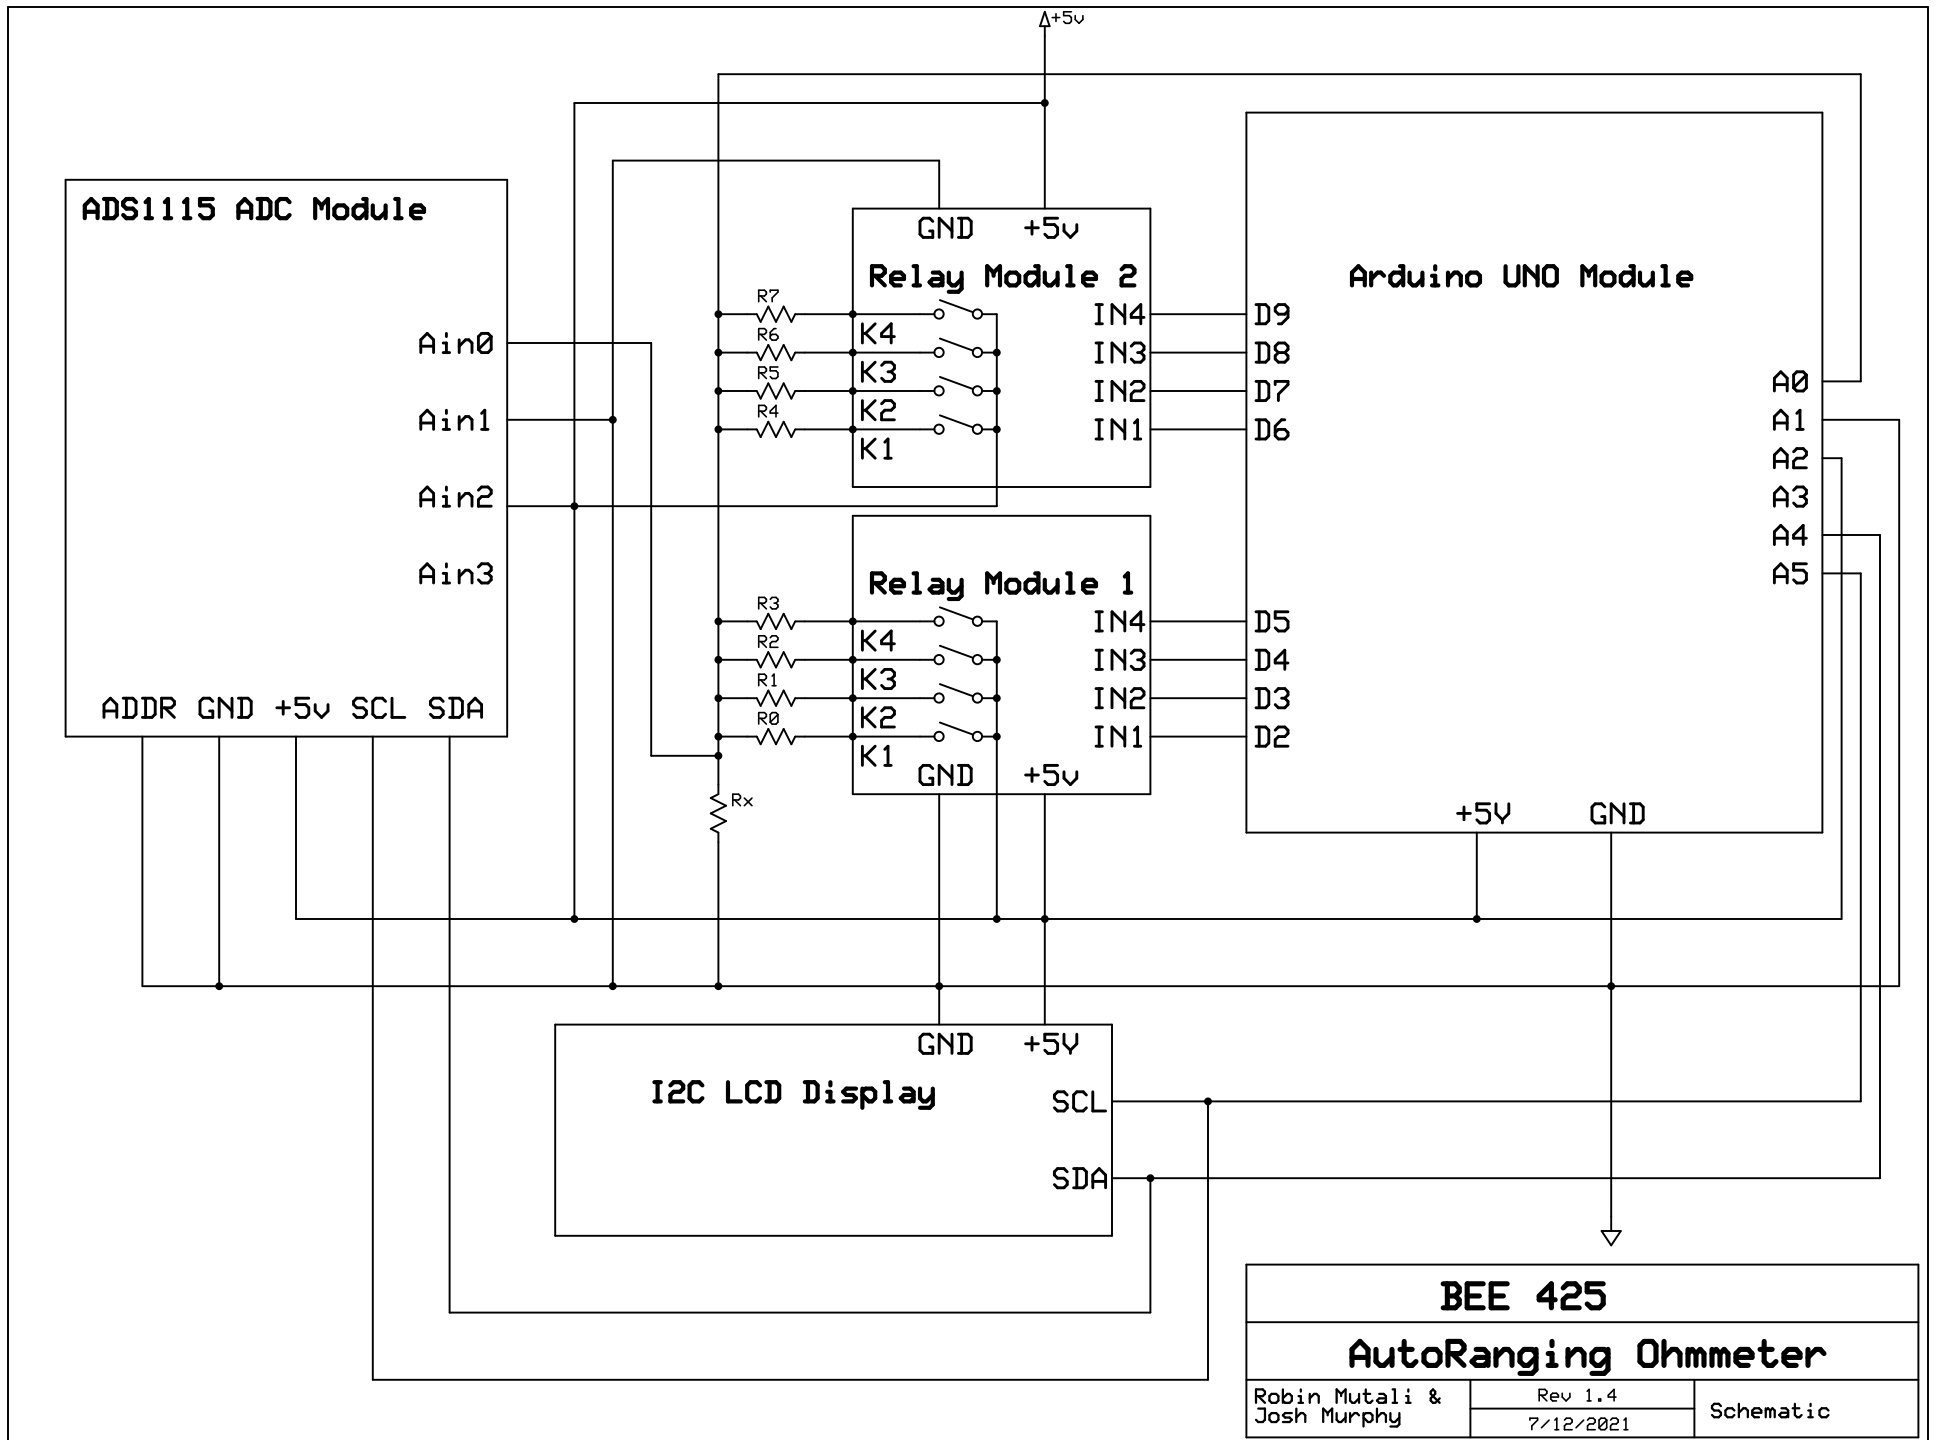 +5v
ADS1115 ADC Module
Ain0
Ain1
Ain2
Ain3
ADDR GND +5v SCL SDA
GND +5v
Relay Module 2
R7
K4
IN4
R6
K3
IN3
R5
K2
IN2
R4
K1
IN1
Relay Module 1
R3
K4
IN4
R2
K3
IN3
R1
K2
IN2
R0
K1
IN1
GND +5v
Rx
Arduino UNO Module
D9
D8
D7
D6
D5
D4
D3
D2
A0
A1
A2
A3
A4
A5
+5V GND
GND +5V
I2C LCD Display
SCL
SDA
BEE 425
AutoRanging Ohmmeter
Robin Mutali &
Josh Murphy
Rev 1.4
7/12/2021
Schematic